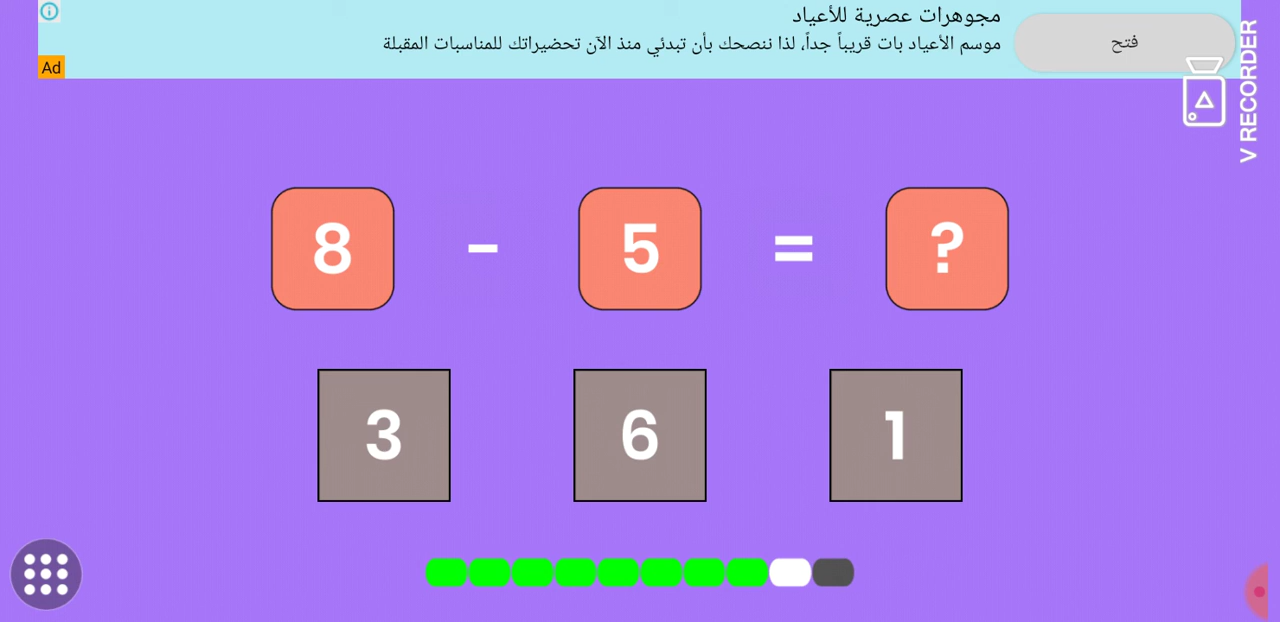 مجوهرات عصرية للأعياد
موسم الأعياد بات قريباً جداً، لذا ننصحك بأن تبدئي منذ الآن تحضيراتك للمناسبات المقبلة
فتح
Ad
V RECORDER
8 - 5 = ?
3 6 1